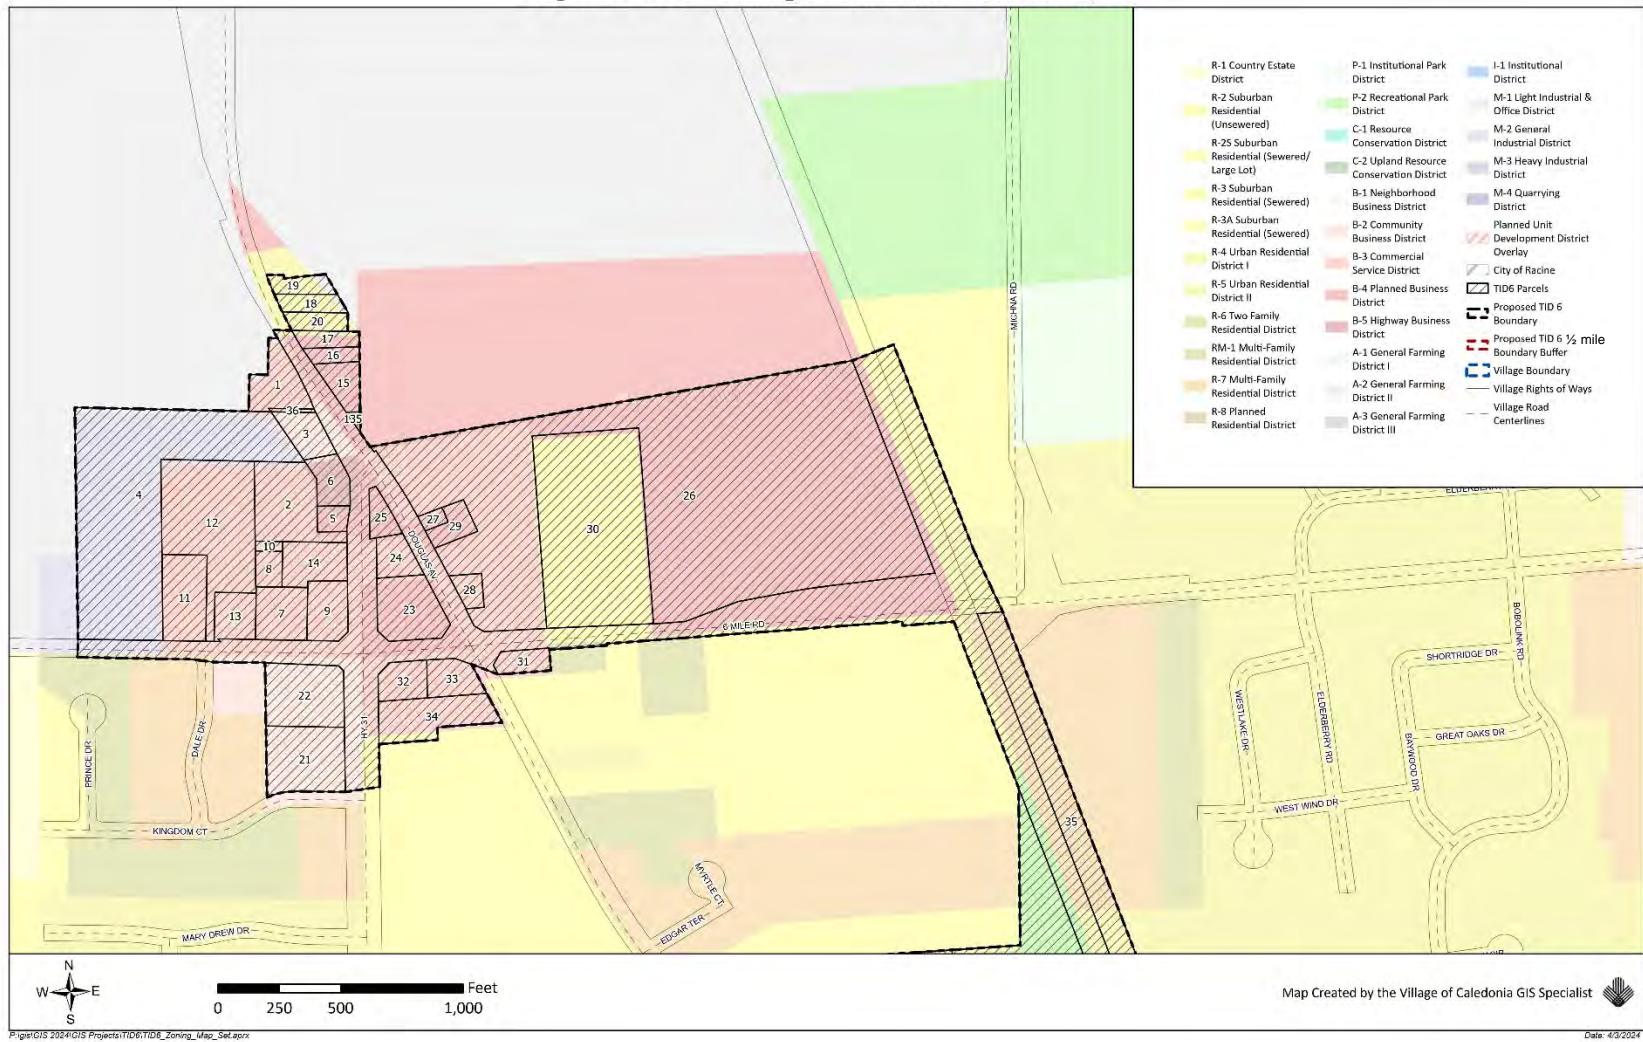 R-1 Country Estate
District
R-2 Suburban
Residential
(Unsewered)
R-2S Suburban
Residential (Sewered/
Large Lot)
R-3 Suburban
Residential (Sewered)
R-3A Suburban
Residential (Sewered)
R-4 Urban Residential
District I
R-5 Urban Residential
District II
R-6 Two Family
Residential District
RM-1 Multi-Family
Residential District
R-7 Multi-Family
Residential District
R-8 Planned
Residential District
P-1 Institutional Park
District
P-2 Recreational Park
District
C-1 Resource
Conservation District
C-2 Upland Resource
Conservation District
B-1 Neighborhood
Business District
B-2 Community
Business District
B-3 Commercial
Service District
B-4 Planned Business
District
B-5 Highway Business
District
A-1 General Farming
District I
A-2 General Farming
District II
A-3 General Farming
District III
I-1 Institutional
District
M-1 Light Industrial &
Office District
M-2 General
Industrial District
M-3 Heavy Industrial
District
M-4 Quarrying
District
Planned Unit
Development District
Overlay
City of Racine
TID6 Parcels
Proposed TID 6
Boundary
Proposed TID 6 ½ mile
Boundary Buffer
Village Boundary
Village Rights of Ways
Village Road
Centerlines
MICHNA RD
19
18
20
17
16
15
1
36
135
3
6
4
12
2
5
25
27
29
26
30
10
8
14
24
DOUGLAS AV
11
13
7
9
23
28
6 MILE RD
31
22
32
33
34
21
HY 31
35
PRINCE DR
DALE DR
KINGDOM CT
MARY DREW DR
MYRTLE CT
EDGAR TER
WESTLAKE DR
ELDERBERRY RD
WEST WIND DR
BAYWOOD DR
SHORTRIDGE DR
GREAT OAKS DR
BOBOLINK RD
N
W E
S
Feet
0 250 500 1,000
Map Created by the Village of Caledonia GIS Specialist
P:\gis\GIS 2024\GIS Projects\TID6\TID6_Zoning_Map_Set.aprx
Date: 4/3/2024